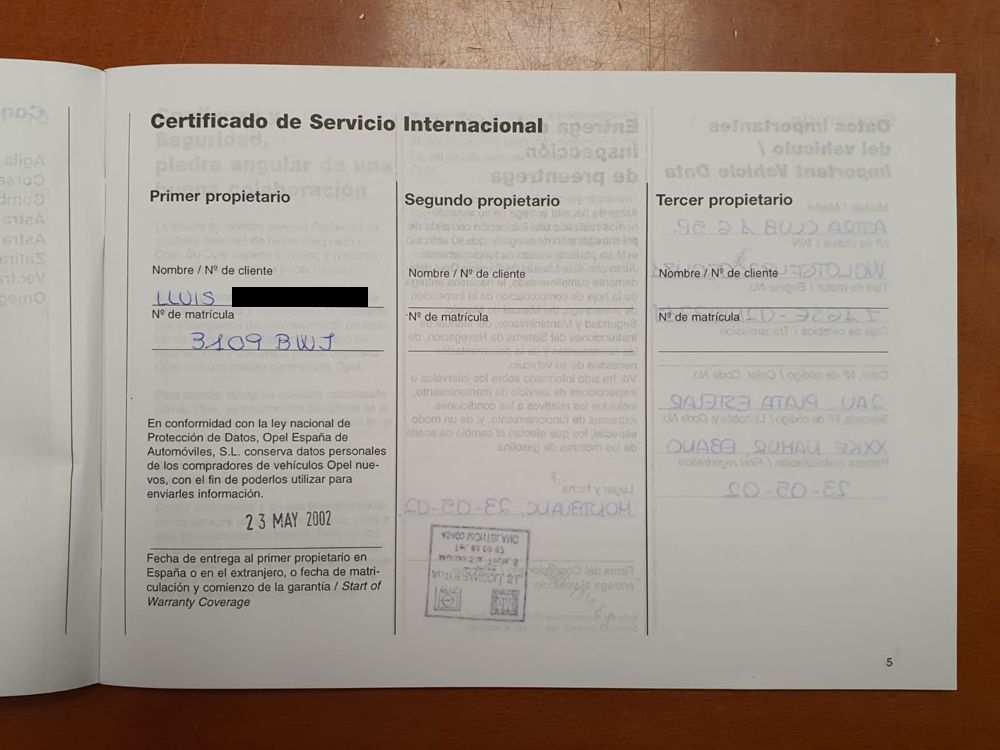 Certificado de Servicio Internacional
Primer propietario
Nombre / Nº de cliente
LLUIS
Nº de matrícula
3109 BWJ
En conformidad con la ley nacional de
Protección de Datos, Opel España de
Automóviles, S.L. conserva datos personales
de los compradores de vehículos Opel nue-
vos, con el fin de poderlos utilizar para
enviarles información.
23 MAY 2002
Fecha de entrega al primer propietario en
España o en el extranjero, o fecha de matri-
culación y comienzo de la garantía / Start of
Warranty Coverage
Segundo propietario
Nombre / Nº de cliente
Nº de matrícula
Tercer propietario
Nombre / Nº de cliente
Nº de matrícula
5